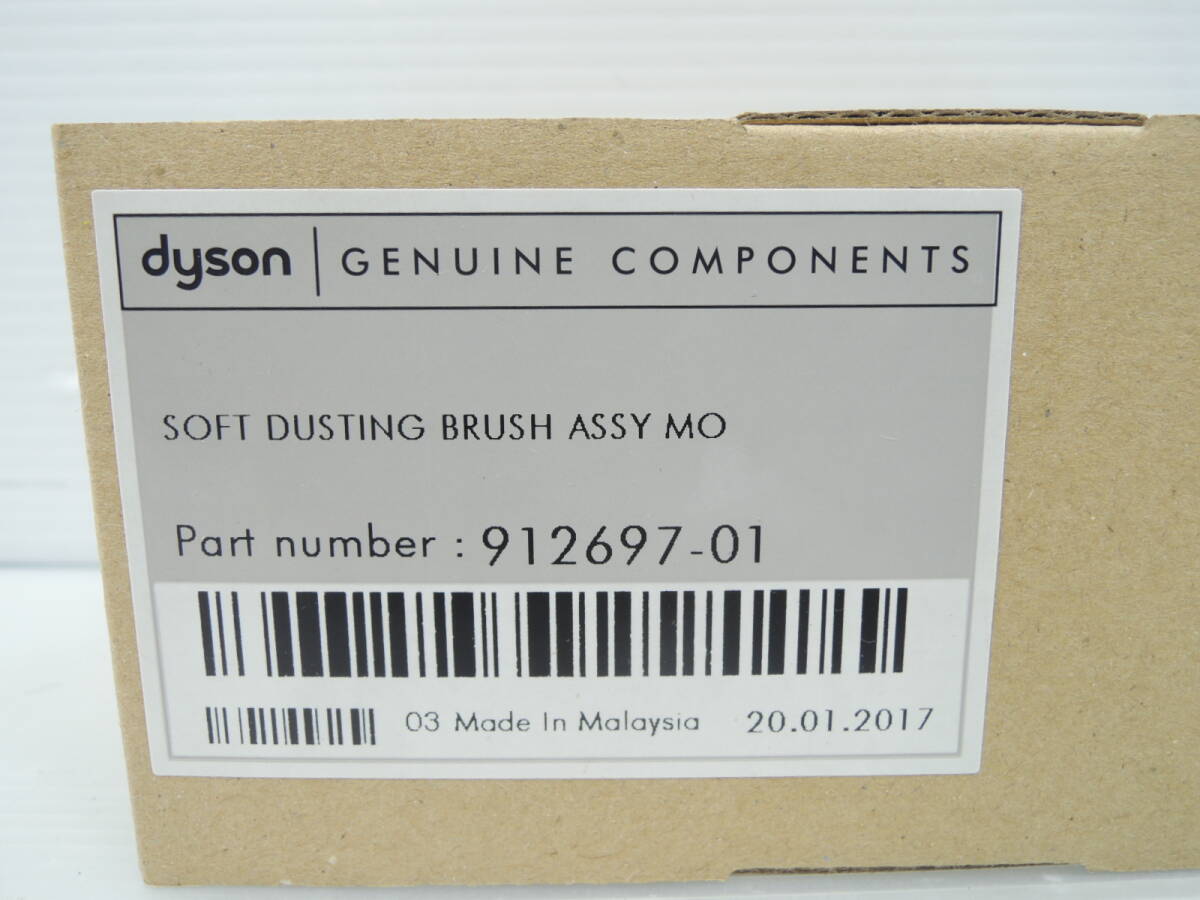 dyson GENUINE COMPONENTS
SOFT DUSTING BRUSH ASSY MO
Part number : 912697-01
03 Made In Malaysia 20.01.2017